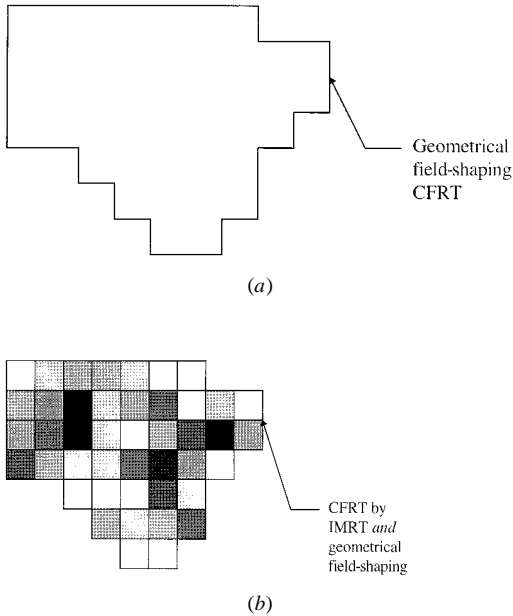 Geometrical
field-shaping
CFRT
(a)
CFRT by
IMRT and
geometrical
field-shaping
(b)